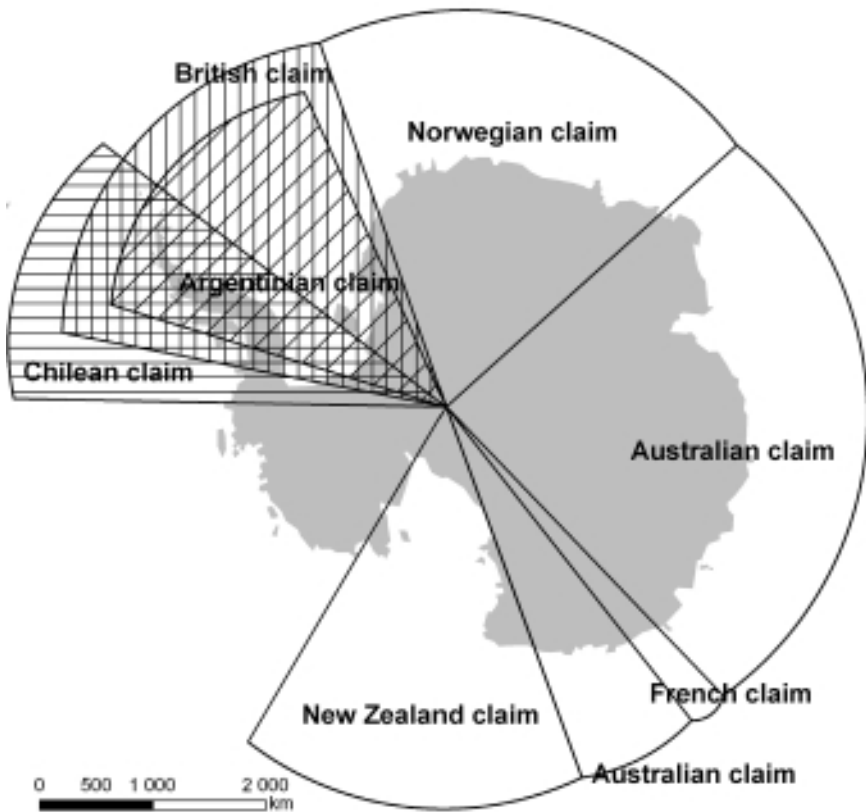 British claim
Norwegian claim
Argentinian claim
Chilean claim
Australian claim
French claim
New Zealand claim
Australian claim
0 500 1 000 2 000
km